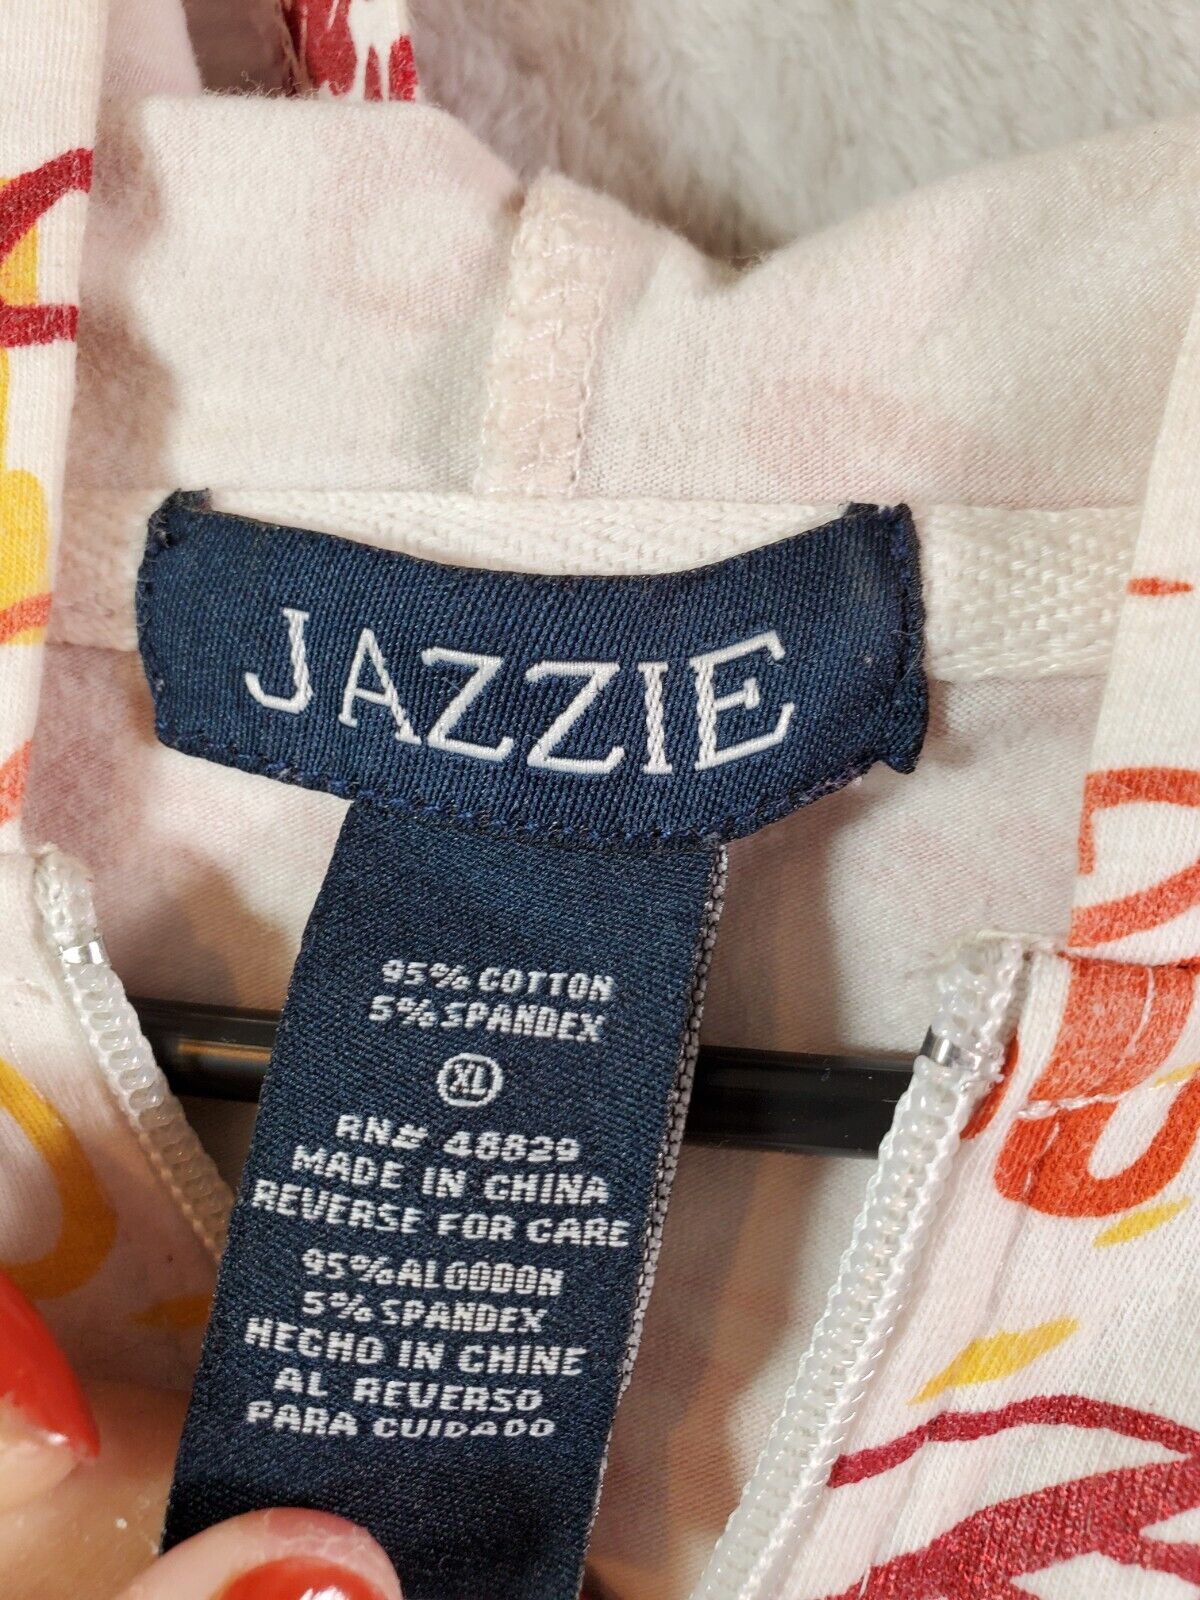 JAZZIE
95% COTTON
5% SPANDEX
XL
RN# 48829
MADE IN CHINA
REVERSE FOR CARE
95% ALGODON
5% SPANDEX
HECHO IN CHINE
AL REVERSO
PARA CUIDADO